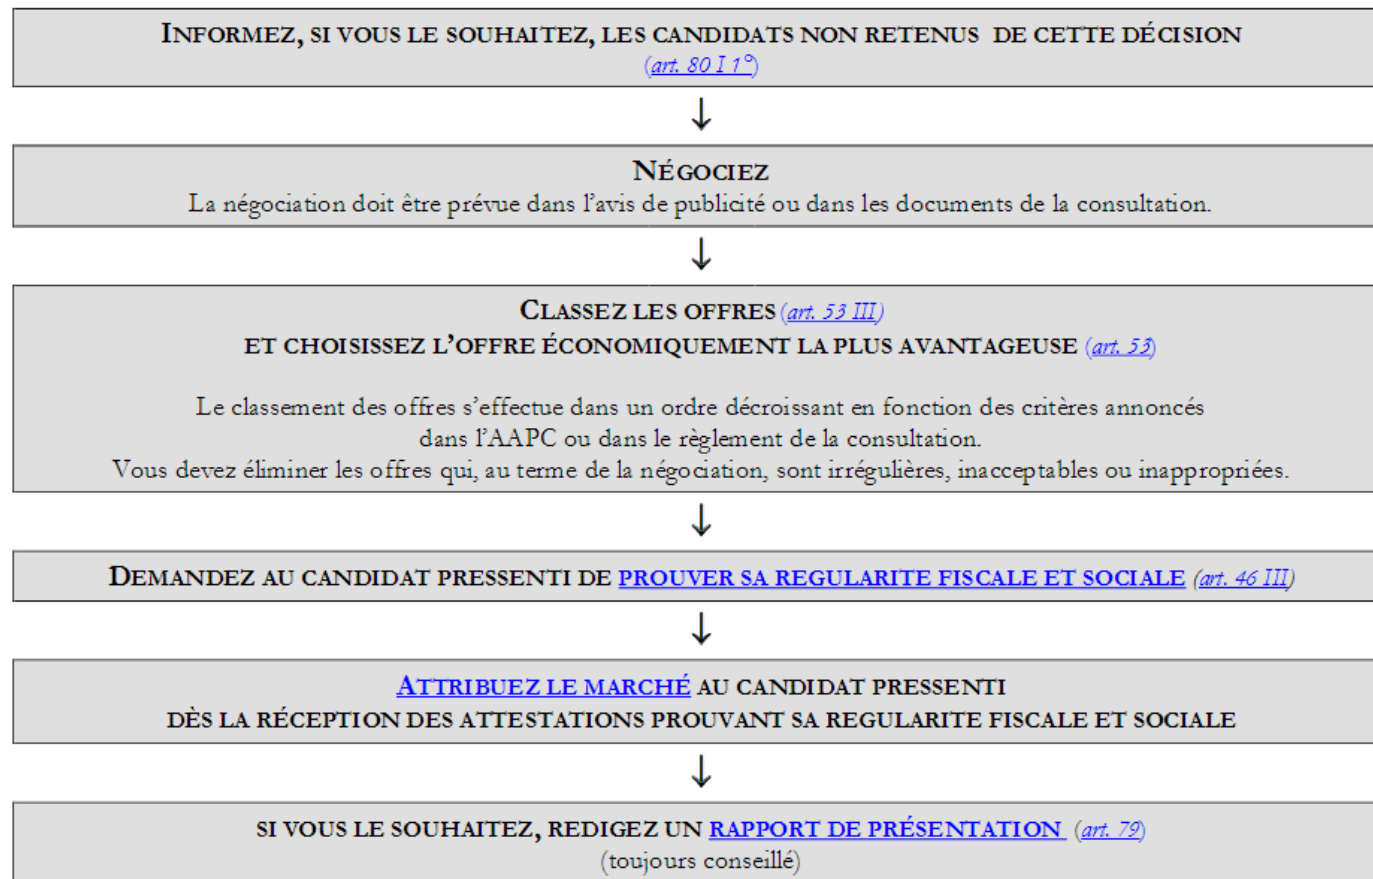 INFORMEZ, SI VOUS LE SOUHAITEZ, LES CANDIDATS NON RETENUS DE CETTE DÉCISION
(art. 80 I 1°)
↓
NÉGOCIEZ
La négociation doit être prévue dans l'avis de publicité ou dans les documents de la consultation.
↓
CLASSEZ LES OFFRES (art. 53 III)
ET CHOISISSEZ L'OFFRE ÉCONOMIQUEMENT LA PLUS AVANTAGEUSE (art. 53)
Le classement des offres s'effectue dans un ordre décroissant en fonction des critères annoncés
dans l'AAPC ou dans le règlement de la consultation.
Vous devez éliminer les offres qui, au terme de la négociation, sont irrégulières, inacceptables ou inappropriées.
↓
DEMANDEZ AU CANDIDAT PRESSENTI DE PROUVER SA REGULARITE FISCALE ET SOCIALE (art. 46 III)
↓
ATTRIBUEZ LE MARCHÉ AU CANDIDAT PRESSENTI
DÈS LA RÉCEPTION DES ATTESTATIONS PROUVANT SA REGULARITE FISCALE ET SOCIALE
↓
SI VOUS LE SOUHAITEZ, REDIGEZ UN RAPPORT DE PRÉSENTATION (art. 79)
(toujours conseillé)